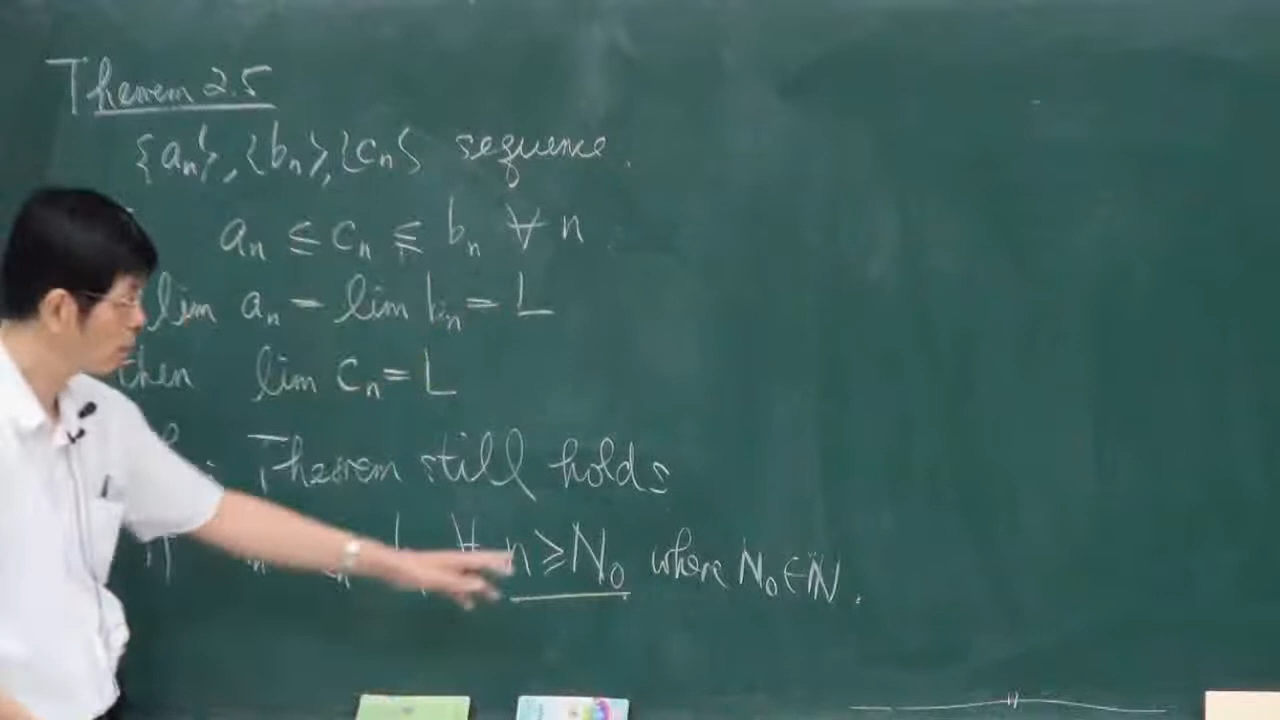 Theorem 2.5
{aₙ}, {bₙ}, {cₙ} sequence.
aₙ ≤ cₙ ≤ bₙ ∀ n
lim aₙ = lim bₙ = L
then lim cₙ = L
Theorem still holds
∀ n ≥ N₀ where N₀ ∈ ℕ.